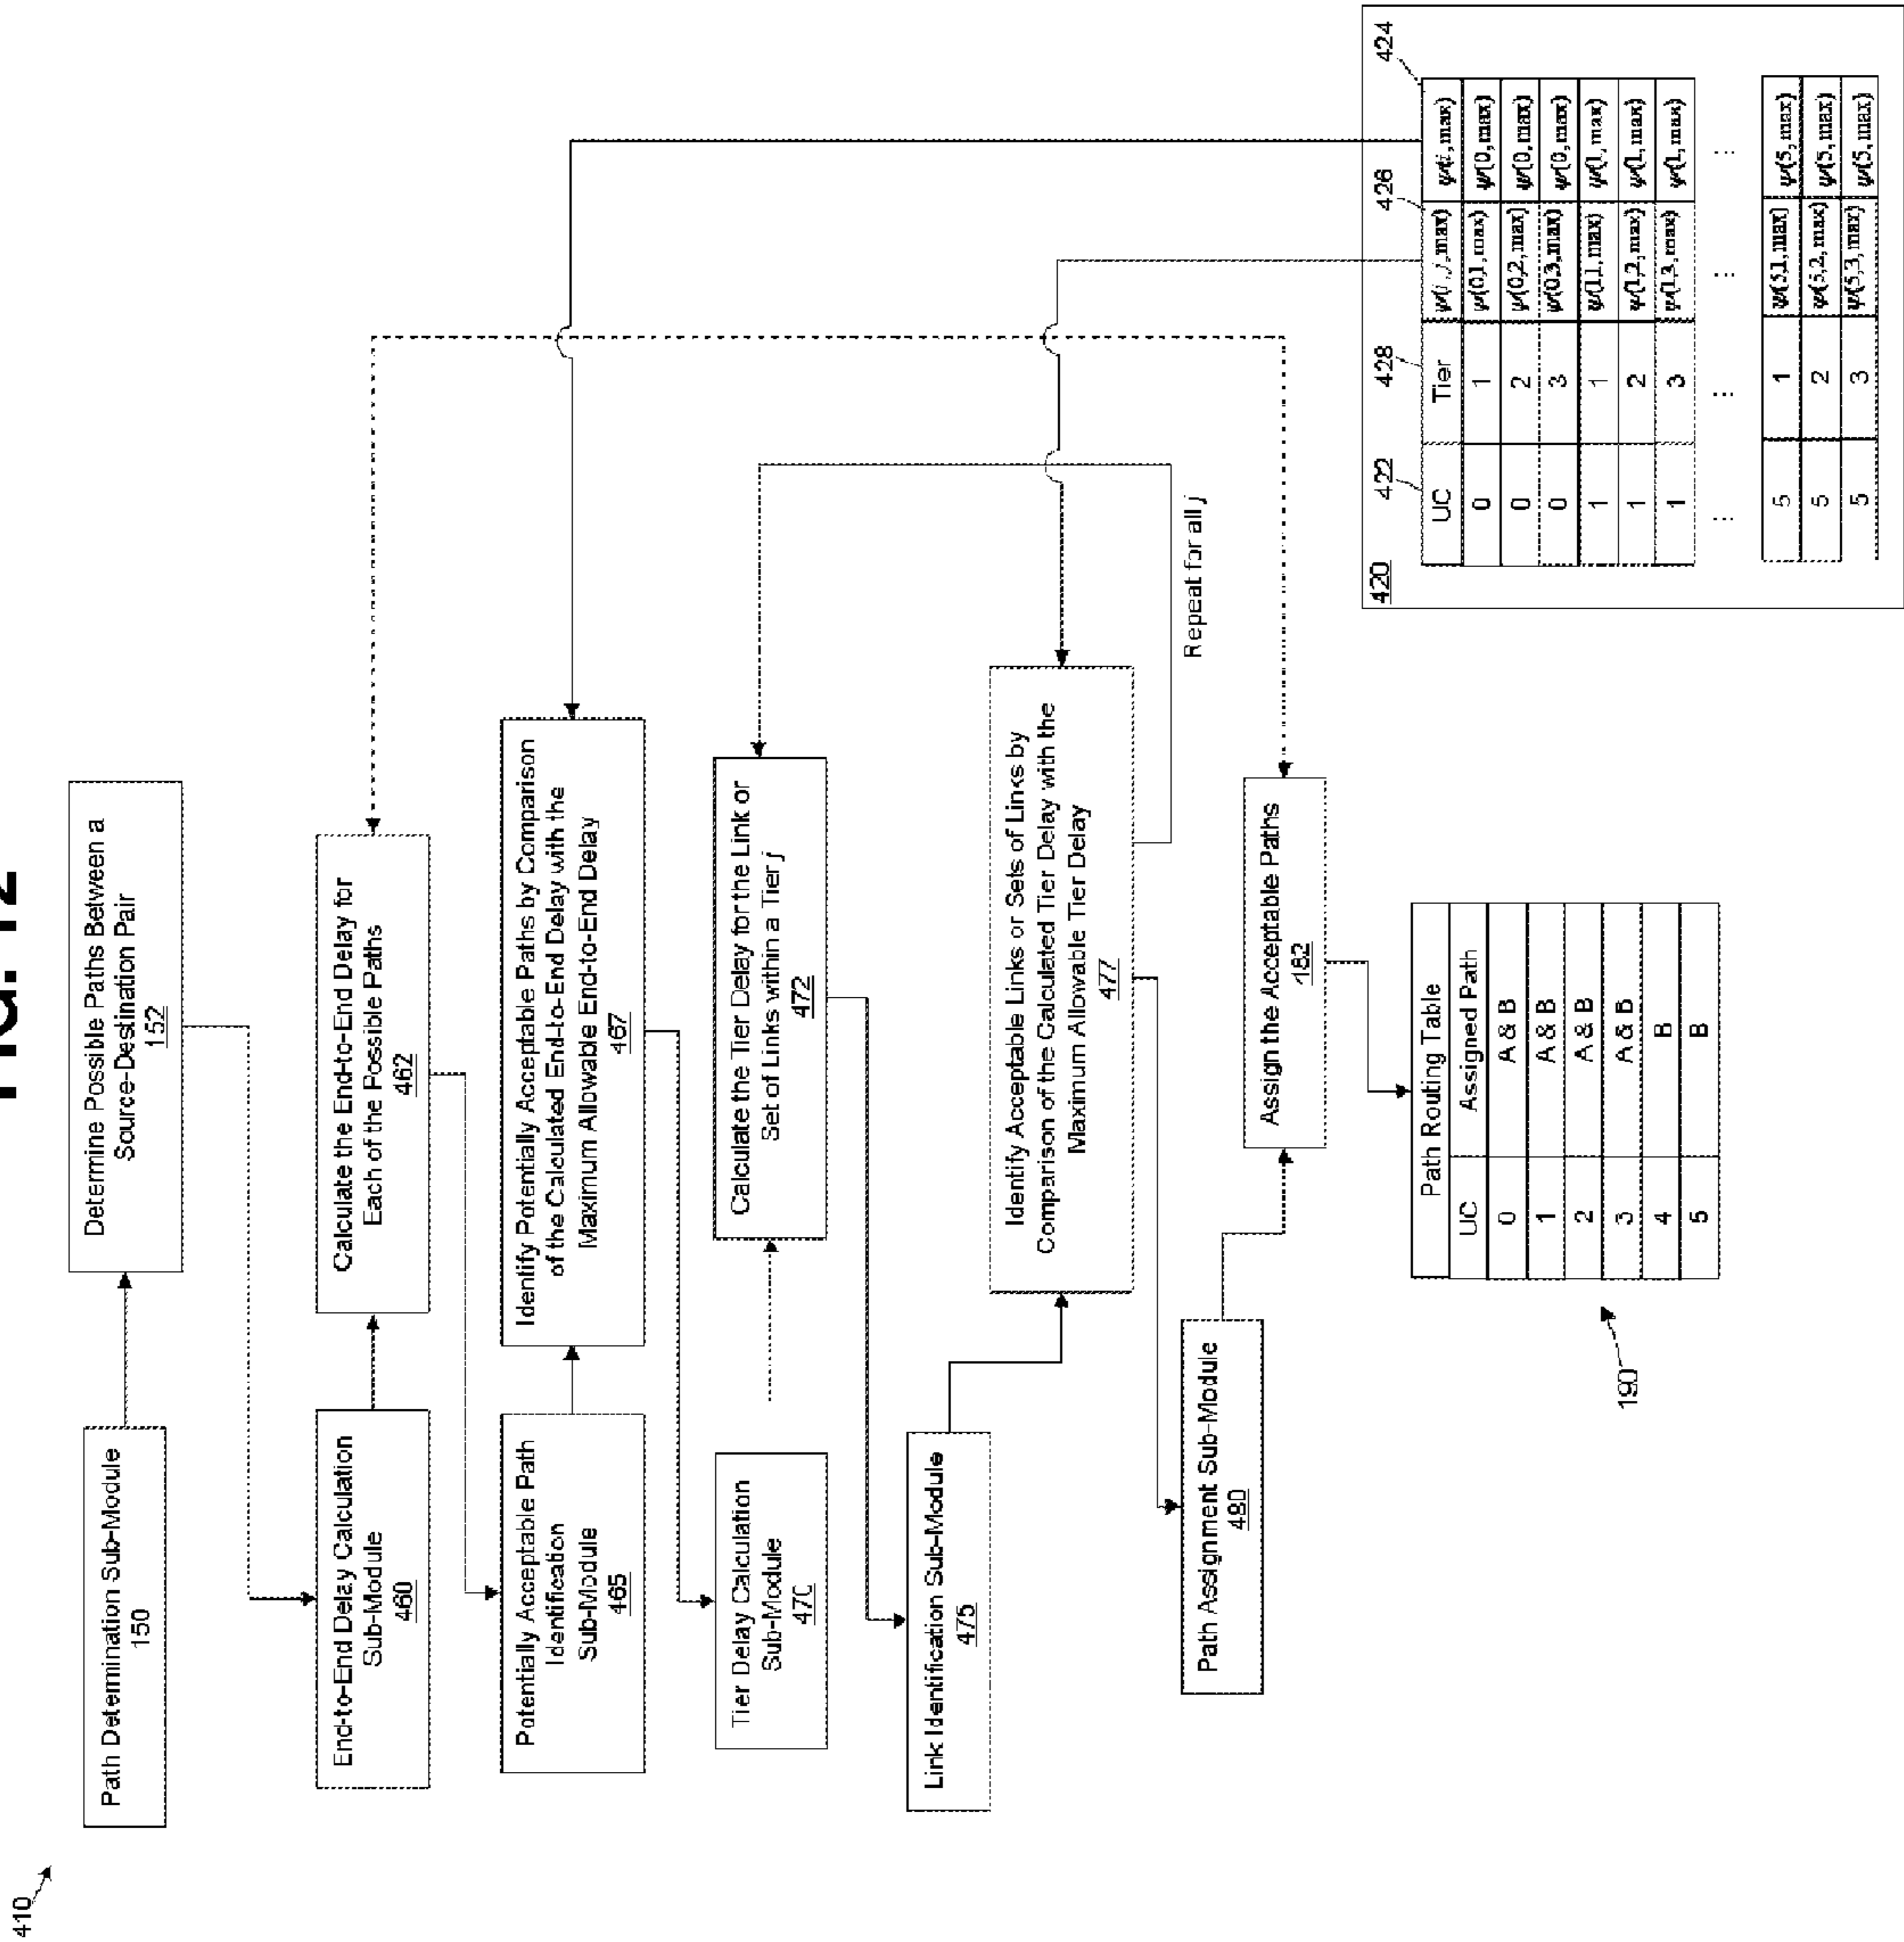 FIG. 12
410
Path Determination Sub-Module
150
Determine Possible Paths Between a
Source-Destination Pair
152
End-to-End Delay Calculation
Sub-Module
460
Calculate the End-to-End Delay for
Each of the Possible Paths
462
Potentially Acceptable Path
Identification
Sub-Module
465
Identify Potentially Acceptable Paths by Comparison
of the Calculated End-to-End Delay with the
Maximum Allowable End-to-End Delay
467
Tier Delay Calculation
Sub-Module
470
Calculate the Tier Delay for the Link or
Set of Links within a Tier j
472
Link Identification Sub-Module
475
Identify Acceptable Links or Sets of Links by
Comparison of the Calculated Tier Delay with the
Maximum Allowable Tier Delay
477
Repeat for all j
Path Assignment Sub-Module
480
Assign the Acceptable Paths
182
190
Path Routing Table
UC Assigned Path
0 A & B
1 A & B
2 A & B
3 A & B
4 B
5 B
420
422 428 426 424
UC Tier ψ(i,j,max) ψ(i,max)
0 1 ψ(0,1,max) ψ(0,max)
0 2 ψ(0,2,max) ψ(0,max)
0 3 ψ(0,3,max) ψ(0,max)
1 1 ψ(1,1,max) ψ(1,max)
1 2 ψ(1,2,max) ψ(1,max)
1 3 ψ(1,3,max) ψ(1,max)
... ... ... ...
5 1 ψ(5,1,max) ψ(5,max)
5 2 ψ(5,2,max) ψ(5,max)
5 3 ψ(5,3,max) ψ(5,max)